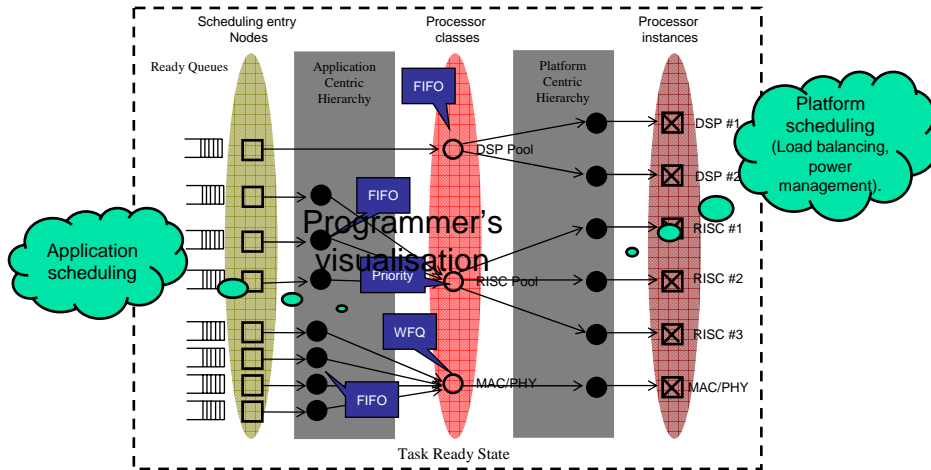 Scheduling entry
Nodes
Processor
classes
Processor
instances
Ready Queues
Application
Centric
Hierarchy
Platform
Centric
Hierarchy
FIFO
DSP Pool
DSP #1
DSP #2
Platform
scheduling
(Load balancing,
power
management).
FIFO
Programmer's
visualisation
Application
scheduling
Priority
RISC Pool
RISC #1
RISC #2
RISC #3
WFQ
FIFO
MAC/PHY
MAC/PHY
Task Ready State